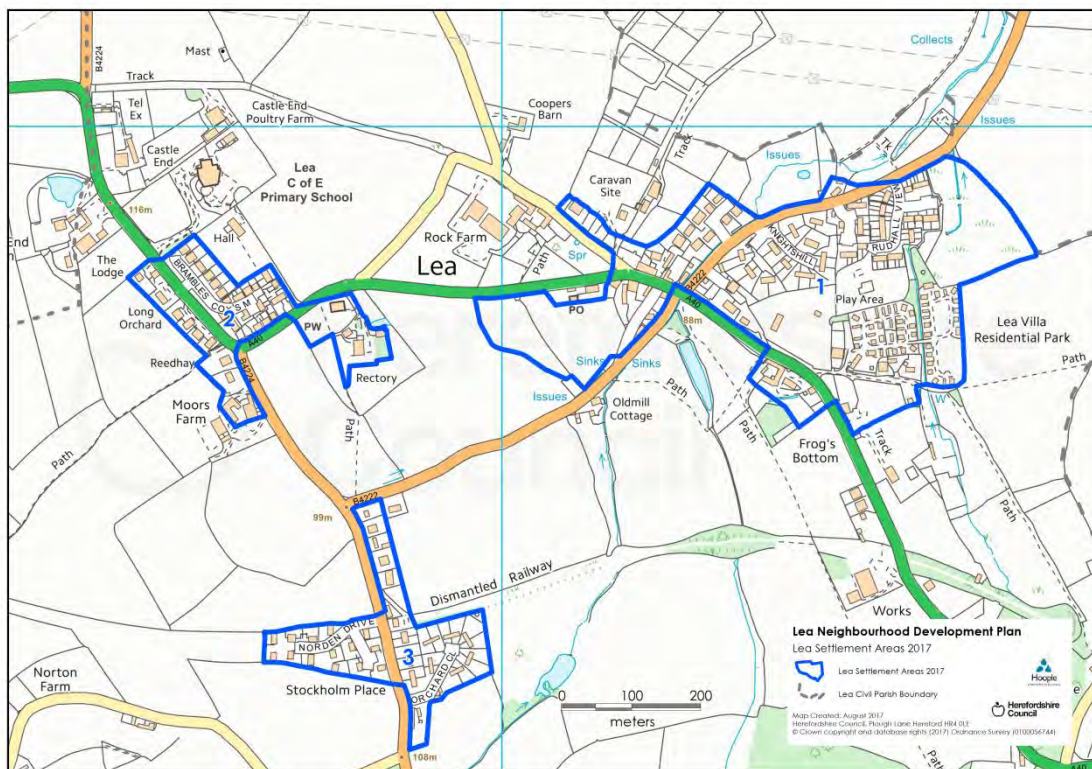 B4224
Mast
Track
Tel
Ex
Castle End
Poultry Farm
Coopers
Barn
Collects
Issues
Castle
End
Lea
C of E
Primary School
Track
Issues
Tk
116m
Caravan
Site
End
The
Lodge
Hall
Rock Farm
Path
Spr
Lea
KNIGHTSHILL
RUDHALL VIEW
1
BRAMBLES
2
Long
Orchard
A40
PW
PO
B4222
A40
88m
Play Area
Lea Villa
Residential Park
Reedhay
B4224
Rectory
Sinks
Sinks
Path
W
Moors
Farm
Issues
Oldmill
Cottage
Path
Path
Path
Frog's
Bottom
Track
B4222
99m
Path
Dismantled Railway
Works
NORDEN DRIVE
3
ORCHARD CL
Stockholm Place
Norton
Farm
108m
0 50 100 200
meters
Lea Neighbourhood Development Plan
Lea Settlement Areas 2017
Lea Settlement Areas 2017
Lea Civil Parish Boundary
Hoople
Herefordshire
Council
Map Created: August 2017
Herefordshire Council, Plough Lane Hereford HR4 0LE
© Crown copyright and database rights (2017) Ordnance Survey (0100056744)
A40